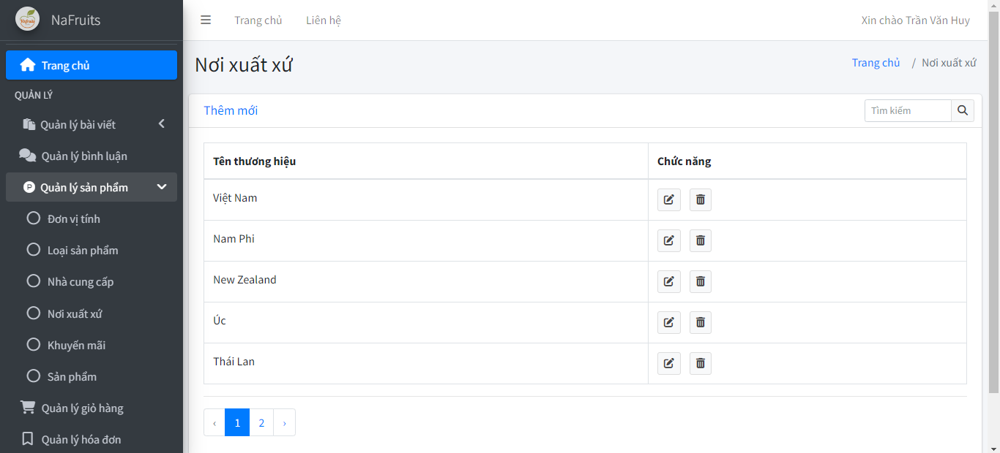 NaFruits
Trang chủ
QUẢN LÝ
Quản lý bài viết
Quản lý bình luận
P Quản lý sản phẩm
Đơn vị tính
Loại sản phẩm
Nhà cung cấp
Nơi xuất xứ
Khuyến mãi
Sản phẩm
Quản lý giỏ hàng
Quản lý hóa đơn
Trang chủ Liên hệ Xin chào Trần Văn Huy
Nơi xuất xứ Trang chủ / Nơi xuất xứ
Thêm mới Tìm kiếm
Tên thương hiệu Chức năng
Việt Nam
Nam Phi
New Zealand
Úc
Thái Lan
‹ 1 2 ›